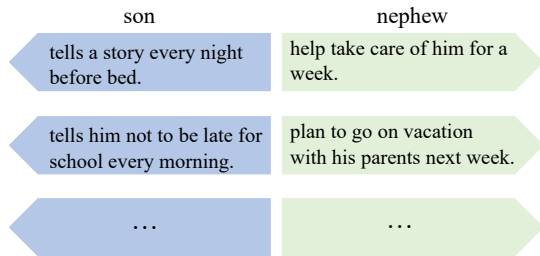 son
nephew
tells a story every night
before bed.
help take care of him for a
week.
tells him not to be late for
school every morning.
plan to go on vacation
with his parents next week.
...
...